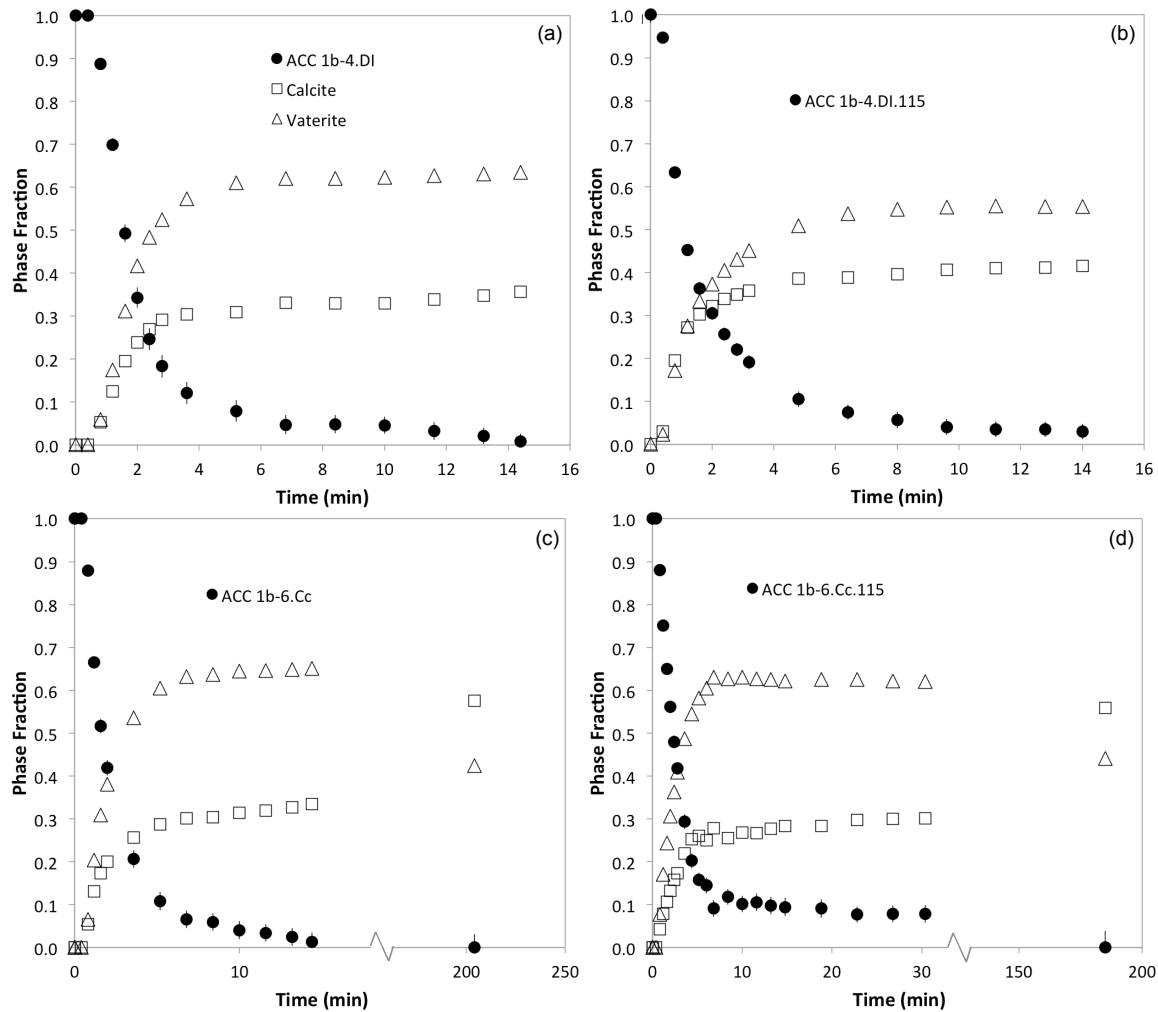 (a)
1.0
0.9
0.8
0.7
0.6
0.5
0.4
0.3
0.2
0.1
0.0
Phase Fraction
ACC 1b-4.DI
Calcite
Vaterite
0 2 4 6 8 10 12 14 16
Time (min)
(b)
1.0
0.9
0.8
0.7
0.6
0.5
0.4
0.3
0.2
0.1
0.0
Phase Fraction
ACC 1b-4.DI.115
0 2 4 6 8 10 12 14 16
Time (min)
(c)
1.0
0.9
0.8
0.7
0.6
0.5
0.4
0.3
0.2
0.1
0.0
Phase Fraction
ACC 1b-6.Cc
0 10 200 250
Time (min)
(d)
1.0
0.9
0.8
0.7
0.6
0.5
0.4
0.3
0.2
0.1
0.0
Phase Fraction
ACC 1b-6.Cc.115
0 10 20 30 150 200
Time (min)